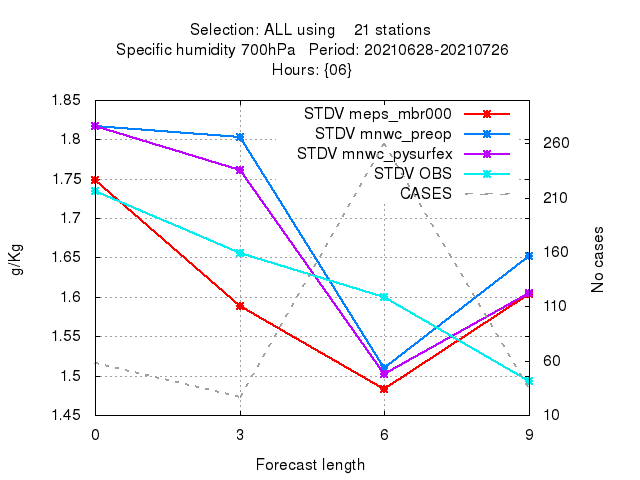 Selection: ALL using    21 stations
Specific humidity 700hPa   Period: 20210628-20210726
Hours: {06}
1.85
1.8
1.75
1.7
1.65
1.6
1.55
1.5
1.45
g/Kg
STDV meps_mbr000
STDV mnwc_preop
STDV mnwc_pysurfex
STDV OBS
CASES
260
210
160
110
60
10
No cases
0 3 6 9
Forecast length